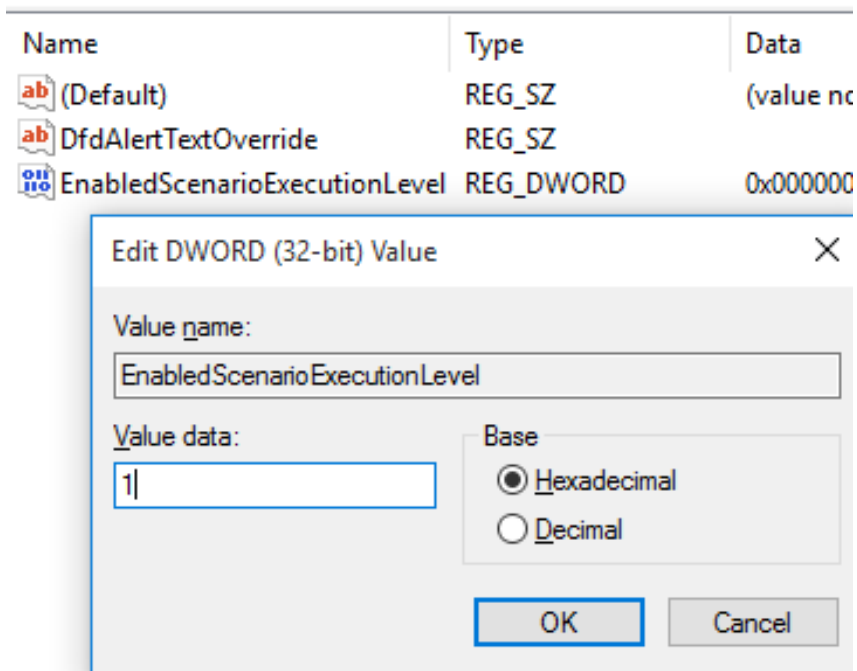 Name Type Data
(Default) REG_SZ (value no
DfdAlertTextOverride REG_SZ
EnabledScenarioExecutionLevel REG_DWORD 0x000000
Edit DWORD (32-bit) Value
Value name:
EnabledScenarioExecutionLevel
Value data: Base
1 Hexadecimal
Decimal
OK Cancel